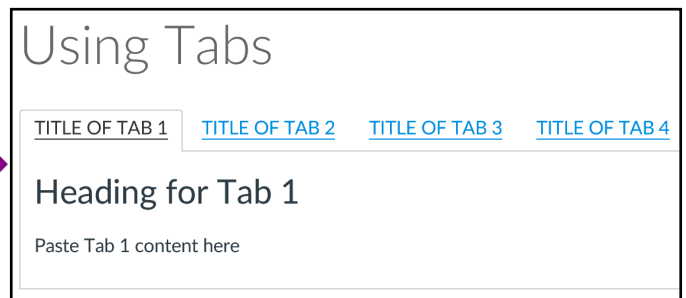 Using Tabs
TITLE OF TAB 1 TITLE OF TAB 2 TITLE OF TAB 3 TITLE OF TAB 4
Heading for Tab 1
Paste Tab 1 content here